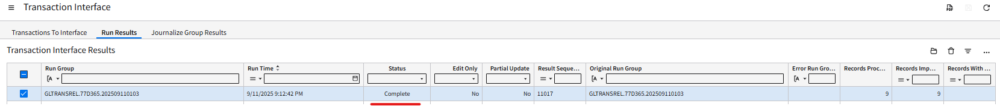 Transaction Interface
PDF
Transactions To Interface Run Results Journalize Group Results
Transaction Interface Results
Run Group Run Time Status Edit Only Partial Update Result Seque... Original Run Group Error Run Gro... Records Proc... Records Imp... Records With ...
GLTRANSREL.77D365.202509110103 9/11/2025 9:12:42 PM Complete No No 11017 GLTRANSREL.77D365.202509110103 9 9